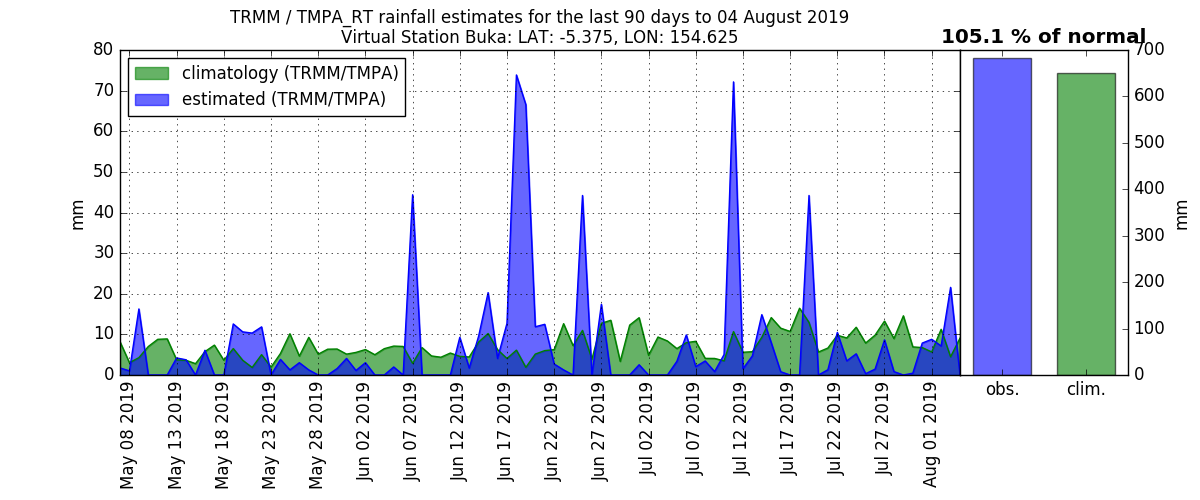 TRMM / TMPA_RT rainfall estimates for the last 90 days to 04 August 2019
Virtual Station Buka: LAT: -5.375, LON: 154.625
105.1 % of normal
climatology (TRMM/TMPA)
estimated (TRMM/TMPA)
80
70
60
50
40
30
20
10
0
mm
May 08 2019
May 13 2019
May 18 2019
May 23 2019
May 28 2019
Jun 02 2019
Jun 07 2019
Jun 12 2019
Jun 17 2019
Jun 22 2019
Jun 27 2019
Jul 02 2019
Jul 07 2019
Jul 12 2019
Jul 17 2019
Jul 22 2019
Jul 27 2019
Aug 01 2019
700
600
500
400
300
200
100
0
mm
obs.
clim.